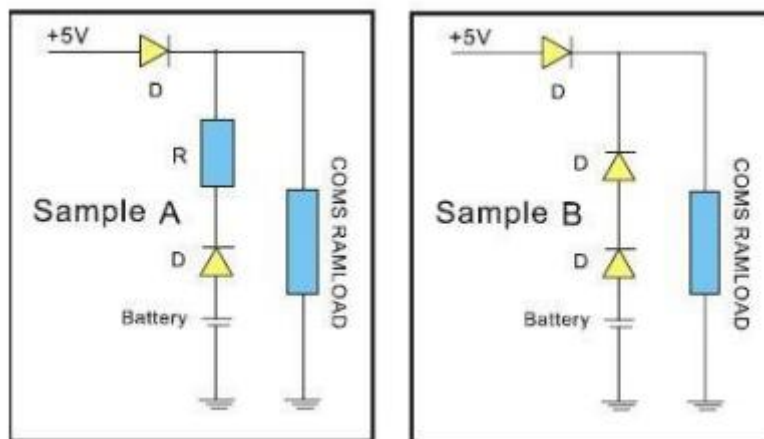 +5V
D
R
Sample A
D
Battery
COMS RAMLOAD
+5V
D
D
Sample B
D
Battery
COMS RAMLOAD